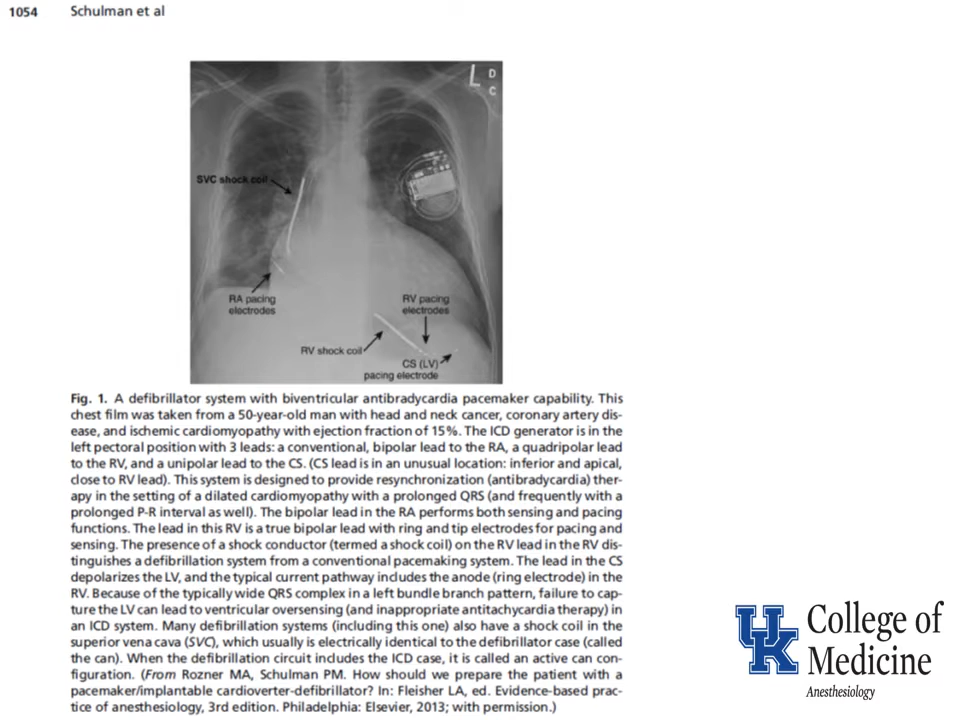 1054 Schulman et al
L D
C
SVC shock coil
RA pacing
electrodes
RV pacing
electrodes
RV shock coil
CS (LV)
pacing electrode
Fig. 1. A defibrillator system with biventricular antibradycardia pacemaker capability. This
chest film was taken from a 50-year-old man with head and neck cancer, coronary artery dis-
ease, and ischemic cardiomyopathy with ejection fraction of 15%. The ICD generator is in the
left pectoral position with 3 leads: a conventional, bipolar lead to the RA, a quadripolar lead
to the RV, and a unipolar lead to the CS. (CS lead is in an unusual location: inferior and apical,
close to RV lead). This system is designed to provide resynchronization (antibradycardia) ther-
apy in the setting of a dilated cardiomyopathy with a prolonged QRS (and frequently with a
prolonged P-R interval as well). The bipolar lead in the RA performs both sensing and pacing
functions. The lead in this RV is a true bipolar lead with ring and tip electrodes for pacing and
sensing. The presence of a shock conductor (termed a shock coil) on the RV lead in the RV dis-
tinguishes a defibrillation system from a conventional pacemaking system. The lead in the CS
depolarizes the LV, and the typical current pathway includes the anode (ring electrode) in the
RV. Because of the typically wide QRS complex in a left bundle branch pattern, failure to cap-
ture the LV can lead to ventricular oversensing (and inappropriate antitachycardia therapy) in
an ICD system. Many defibrillation systems (including this one) also have a shock coil in the
superior vena cava (SVC), which usually is electrically identical to the defibrillator case (called
the can). When the defibrillation circuit includes the ICD case, it is called an active can con-
figuration. (From Rozner MA, Schulman PM. How should we prepare the patient with a
pacemaker/implantable cardioverter-defibrillator? In: Fleisher LA, ed. Evidence-based prac-
tice of anesthesiology, 3rd edition. Philadelphia: Elsevier, 2013; with permission.)
UK
College of
Medicine
Anesthesiology